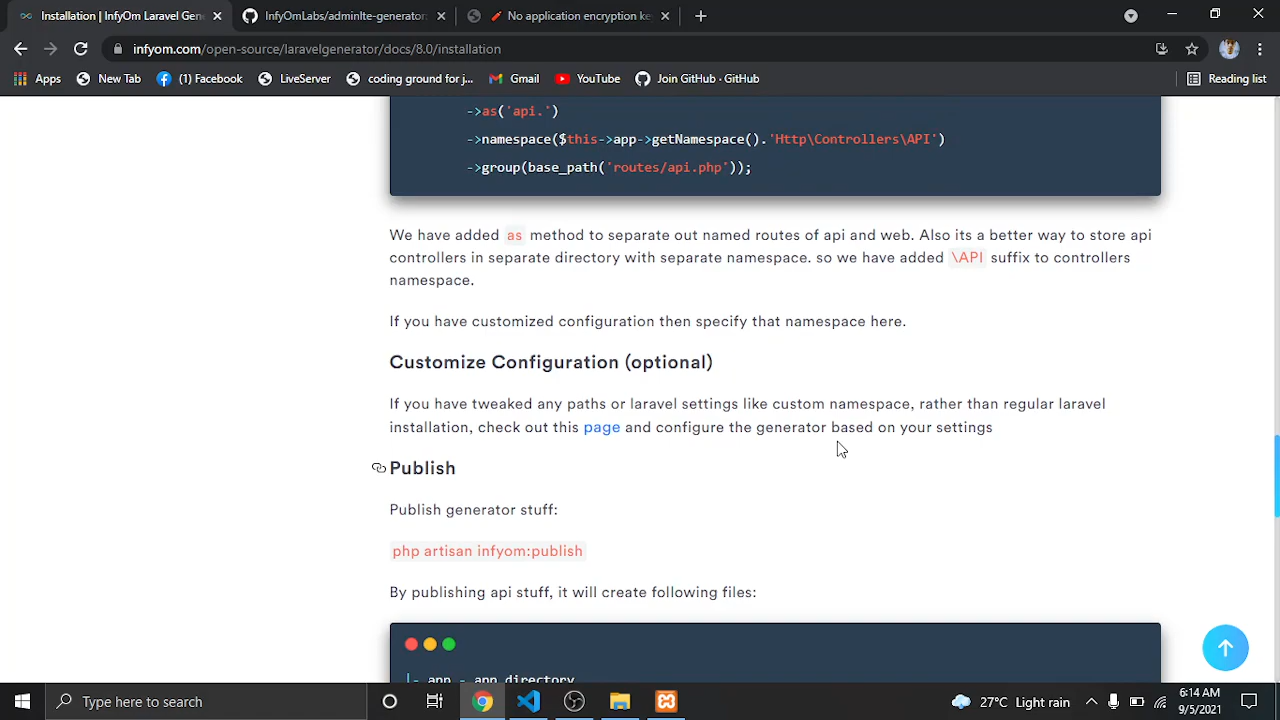 Installation | InfyOm Laravel Gene
InfyOmLabs/adminlte-generator:
No application encryption key
infyom.com/open-source/laravelgenerator/docs/8.0/installation
Apps
New Tab
(1) Facebook
LiveServer
coding ground for j...
Gmail
YouTube
Join GitHub · GitHub
Reading list
->as('api.')
->namespace($this->app->getNamespace().'Http\Controllers\API')
->group(base_path('routes/api.php'));
We have added as method to separate out named routes of api and web. Also its a better way to store api
controllers in separate directory with separate namespace. so we have added \API suffix to controllers
namespace.
If you have customized configuration then specify that namespace here.
Customize Configuration (optional)
If you have tweaked any paths or laravel settings like custom namespace, rather than regular laravel
installation, check out this page and configure the generator based on your settings
Publish
Publish generator stuff:
php artisan infyom:publish
By publishing api stuff, it will create following files:
|- app - app directory
Type here to search
27°C Light rain
6:14 AM
9/5/2021